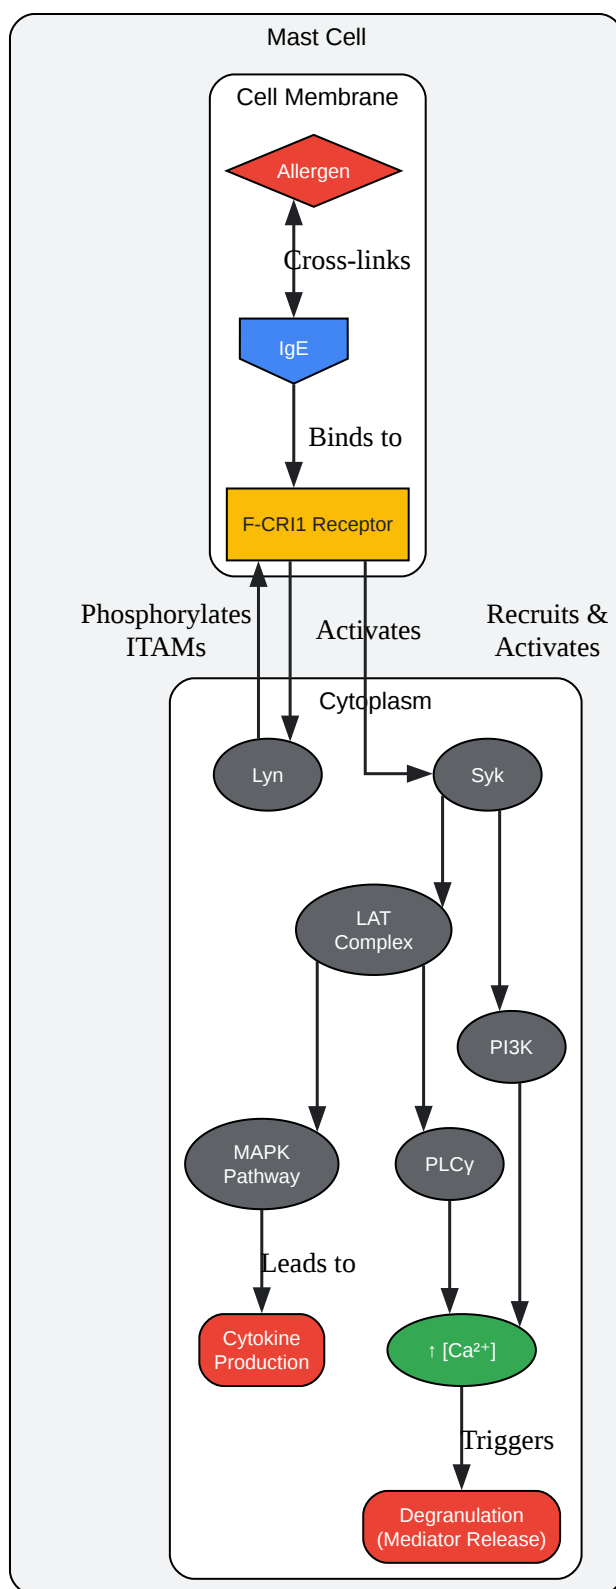 Mast Cell
Cell Membrane
Allergen
Cross-links
IgE
Binds to
F-CRI1 Receptor
Phosphorylates
ITAMs
Activates
Recruits &
Activates
Cytoplasm
Lyn
Syk
LAT
Complex
PI3K
MAPK
Pathway
PLCγ
Leads to
Cytokine
Production
↑ [Ca²⁺]
Triggers
Degranulation
(Mediator Release)